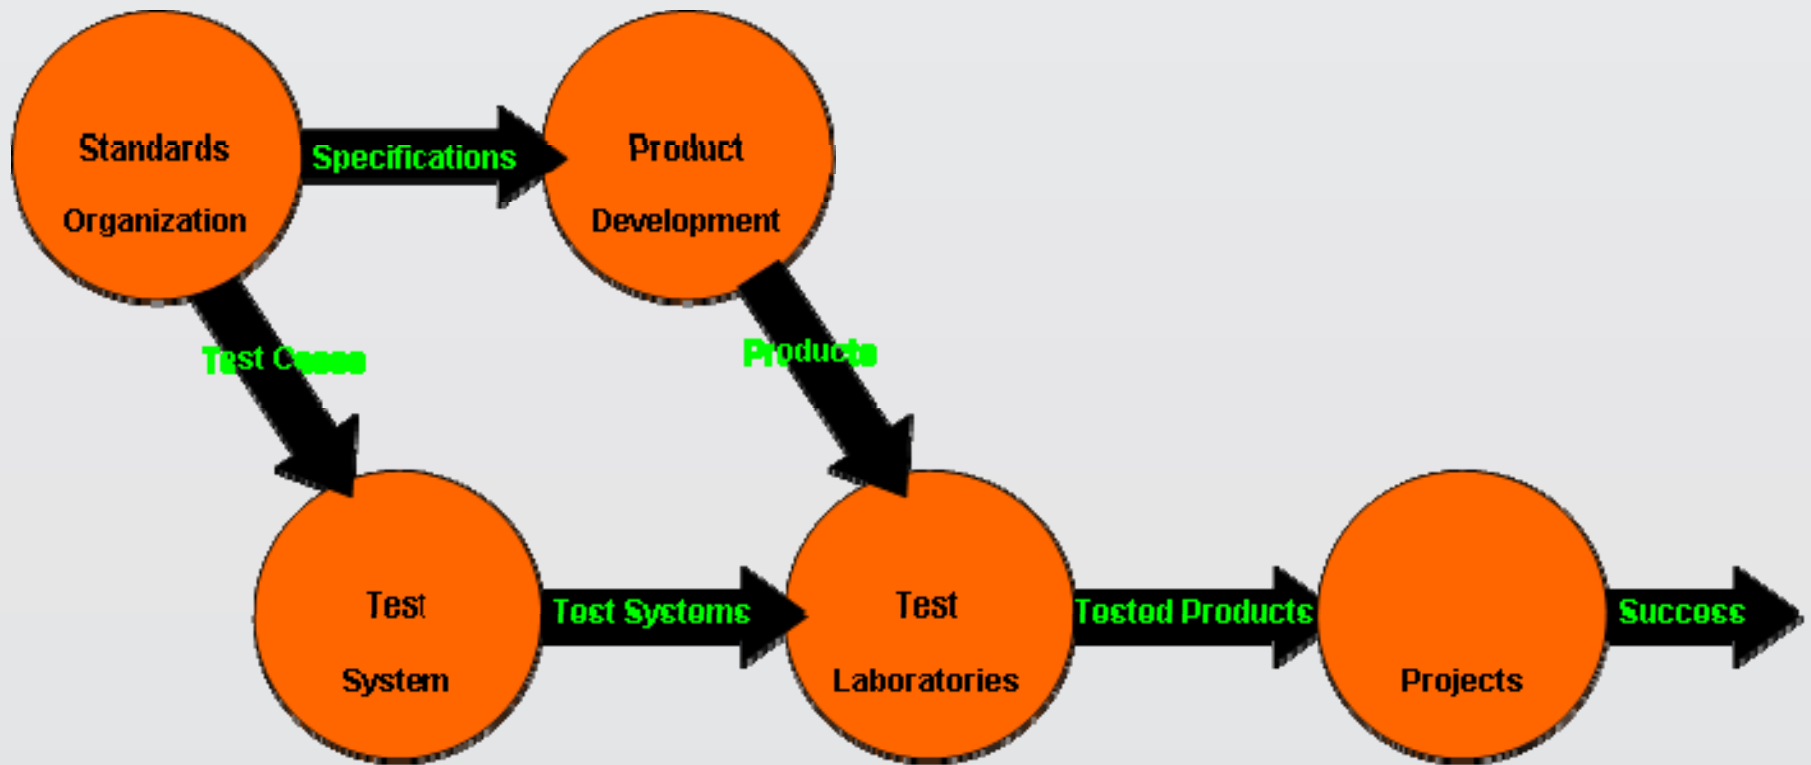 Standards
Organization
Specifications
Product
Development
Test Cases
Products
Test
System
Test Systems
Test
Laboratories
Tested Products
Projects
Success